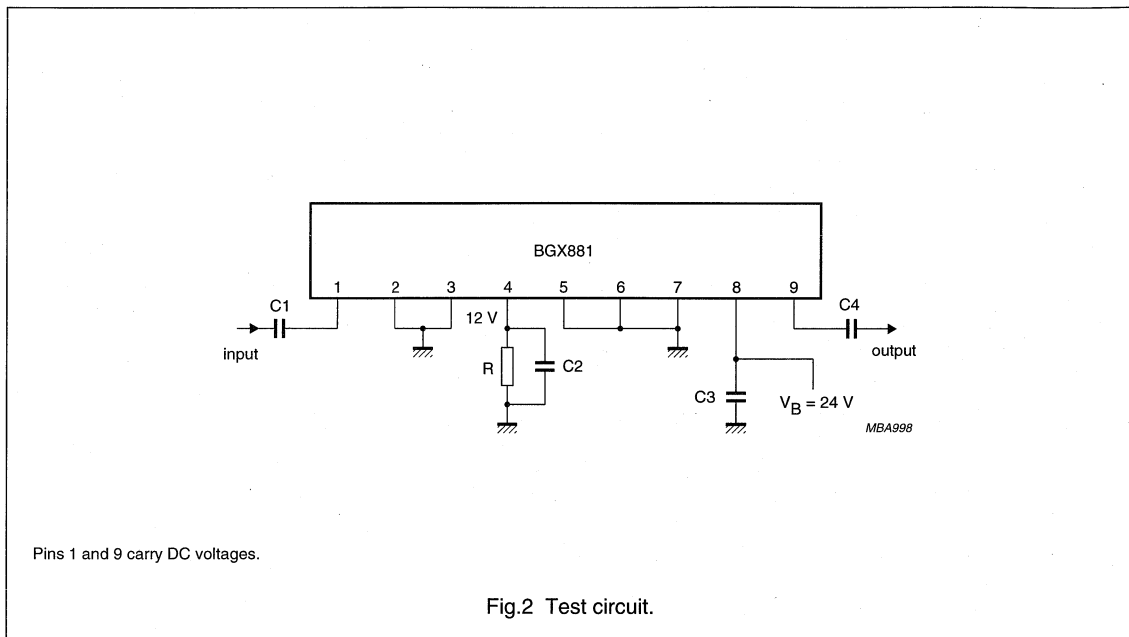 BGX881
1 2 3 4 5 6 7 8 9
C1
C4
12 V
input
output
R
C2
C3
V_B = 24 V
MBA998
Pins 1 and 9 carry DC voltages.
Fig.2 Test circuit.